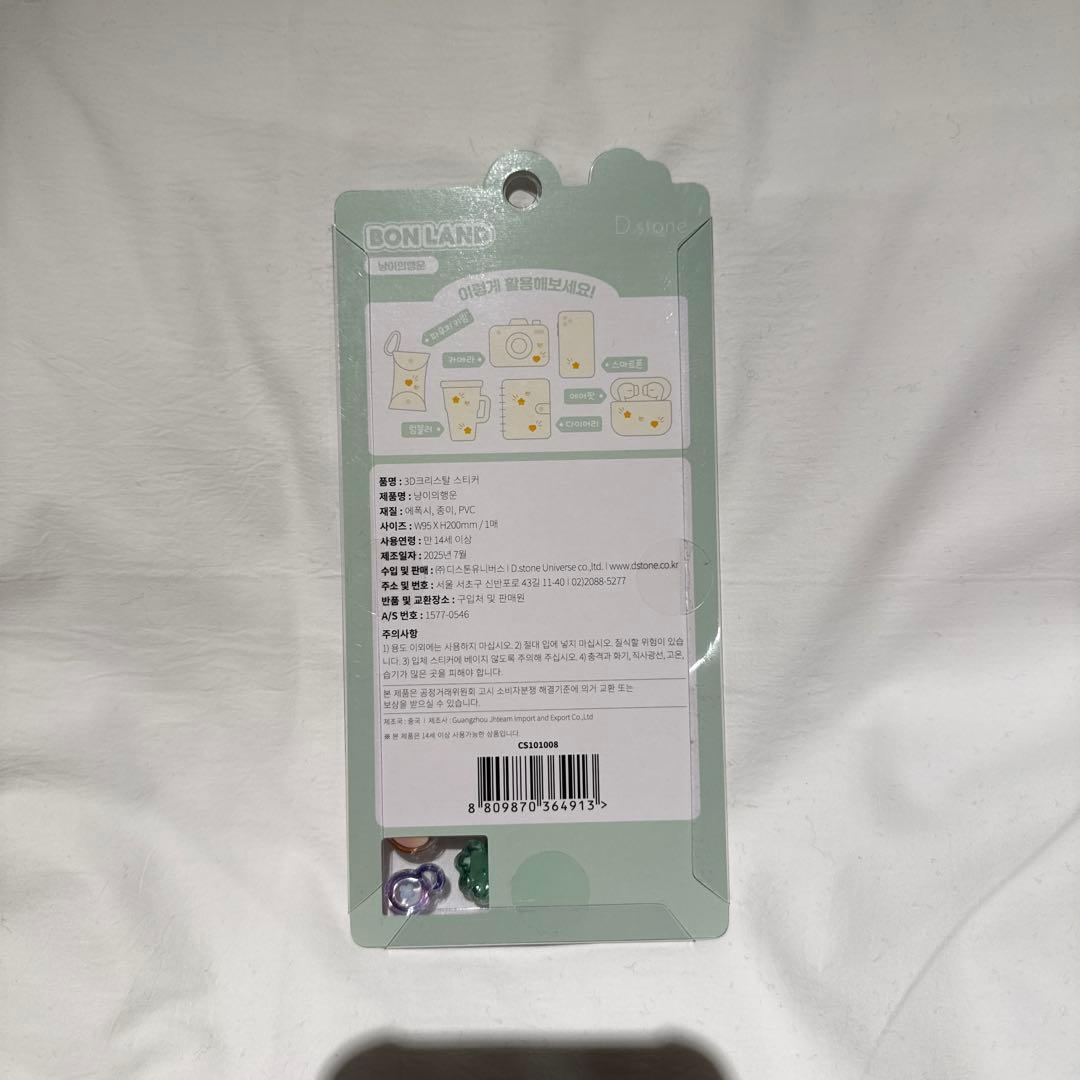 D.stone
BON LAND
냥이의행운
이렇게 활용해보세요!
파우치 키링
카메라
스마트폰
에어팟
텀블러
다이어리
품명 : 3D크리스탈 스티커
제품명 : 냥이의행운
재질 : 에폭시, 종이, PVC
사이즈 : W95 X H200mm / 1매
사용연령 : 만 14세 이상
제조일자 : 2025년 7월
수입 및 판매 : ㈜디스톤유니버스 I D.stone Universe co.,ltd. I www.dstone.co.kr
주소 및 번호 : 서울 서초구 신반포로 43길 11-40 I 02)2088-5277
반품 및 교환장소 : 구입처 및 판매원
A/S 번호 : 1577-0546
주의사항
1) 용도 이외에는 사용하지 마십시오. 2) 절대 입에 넣지 마십시오. 질식할 위험이 있습
니다. 3) 입체 스티커에 베이지 않도록 주의해 주십시오. 4) 충격과 화기, 직사광선, 고온,
습기가 많은 곳을 피해야 합니다.
본 제품은 공정거래위원회 고시 소비자분쟁 해결기준에 의거 교환 또는
보상을 받으실 수 있습니다.
제조국 : 중국 I 제조사 : Guangzhou Jhteam Import and Export Co.,Ltd
※ 본 제품은 14세 이상 사용가능한 상품입니다.
CS101008
8 809870 364913 >